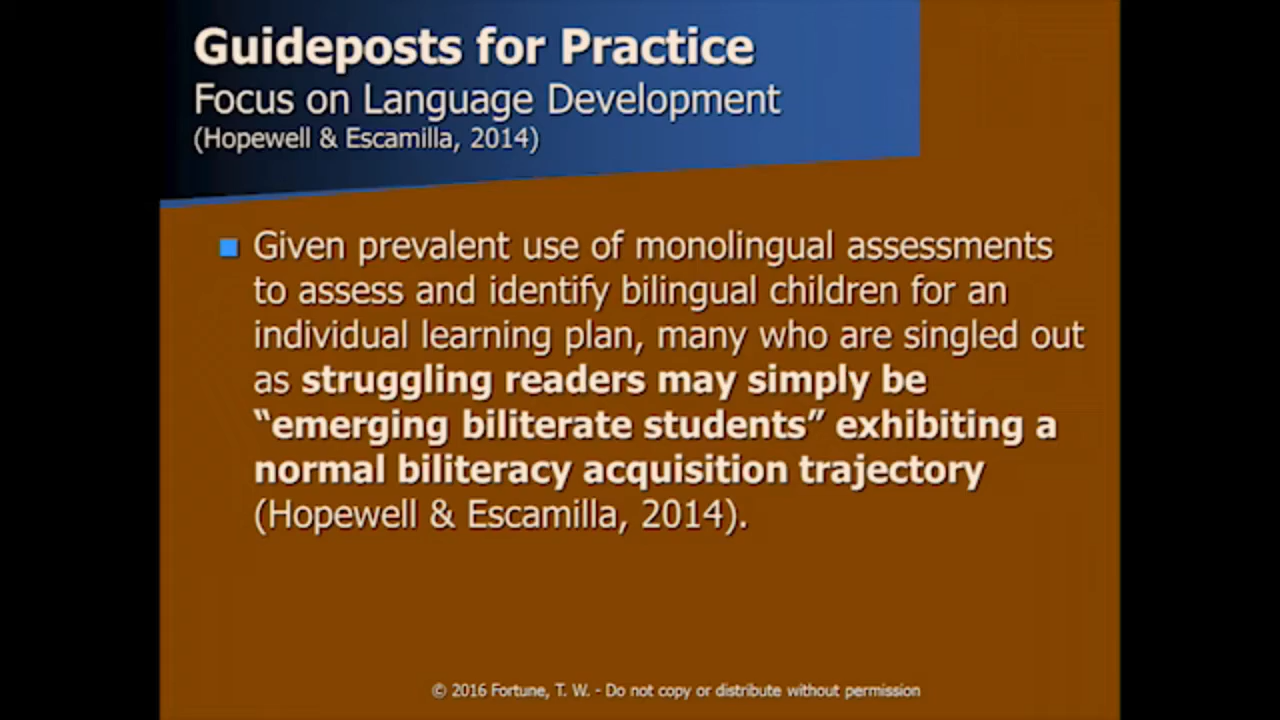 Guideposts for Practice
Focus on Language Development
(Hopewell & Escamilla, 2014)
Given prevalent use of monolingual assessments
to assess and identify bilingual children for an
individual learning plan, many who are singled out
as struggling readers may simply be
“emerging biliterate students” exhibiting a
normal biliteracy acquisition trajectory
(Hopewell & Escamilla, 2014).
© 2016 Fortune, T. W. - Do not copy or distribute without permission